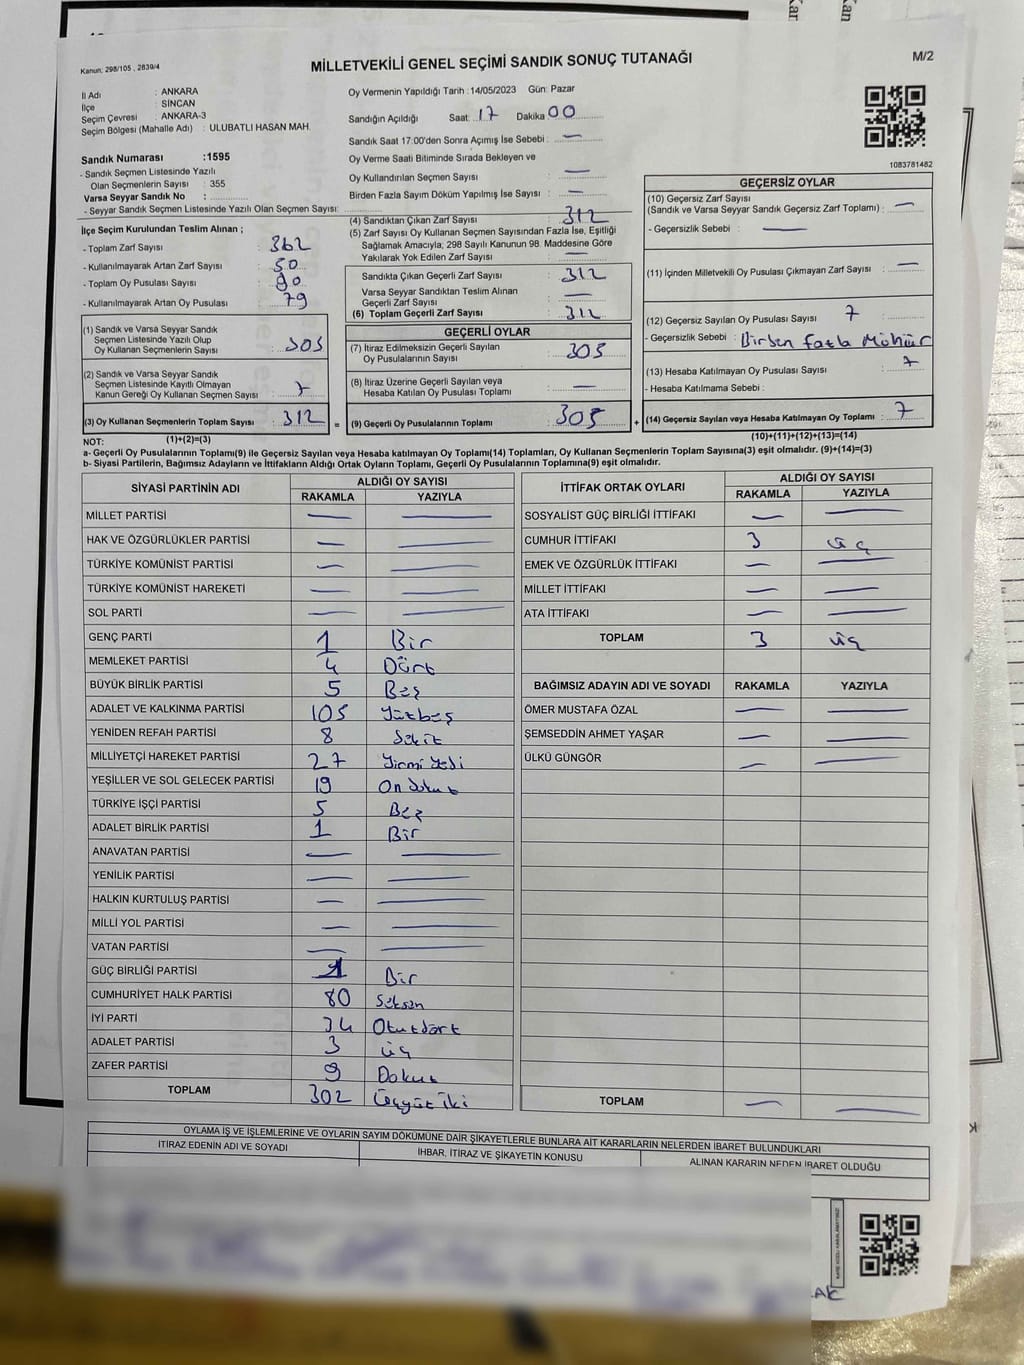 Kanun: 298/105 , 2839/4
MİLLETVEKİLİ GENEL SEÇİMİ SANDIK SONUÇ TUTANAĞI
M/2
İl Adı : ANKARA
İlçe : SİNCAN
Seçim Çevresi : ANKARA-3
Seçim Bölgesi (Mahalle Adı) : ULUBATLI HASAN MAH.
Sandık Numarası :1595
- Sandık Seçmen Listesinde Yazılı
Olan Seçmenlerin Sayısı : 355
Varsa Seyyar Sandık No :
- Seyyar Sandık Seçmen Listesinde Yazılı Olan Seçmen Sayısı:
Oy Vermenin Yapıldığı Tarih :14/05/2023 Gün: Pazar
Sandığın Açıldığı Saat 17 Dakika 00
Sandık Saat 17:00'den Sonra Açımış İse Sebebi : —
Oy Verme Saati Bitiminde Sırada Bekleyen ve
Oy Kullandırılan Seçmen Sayısı : —
Birden Fazla Sayım Döküm Yapılmış İse Sayısı : —
1083781482
İlçe Seçim Kurulundan Teslim Alınan ;
- Toplam Zarf Sayısı : 362
- Kullanılmayarak Artan Zarf Sayısı : 50
- Toplam Oy Pusulası Sayısı :
- Kullanılmayarak Artan Oy Pusulası : 79
(1) Sandık ve Varsa Seyyar Sandık
Seçmen Listesinde Yazılı Olup
Oy Kullanan Seçmenlerin Sayısı : 305
(2) Sandık ve Varsa Seyyar Sandık
Seçmen Listesinde Kayıtlı Olmayan
Kanun Gereği Oy Kullanan Seçmen Sayısı : 7
(3) Oy Kullanan Seçmenlerin Toplam Sayısı : 312 =
(1)+(2)=(3)
(4) Sandıktan Çıkan Zarf Sayısı : 312
(5) Zarf Sayısı Oy Kullanan Seçmen Sayısından Fazla İse, Eşitliği
Sağlamak Amacıyla; 298 Sayılı Kanunun 98. Maddesine Göre
Yakılarak Yok Edilen Zarf Sayısı : —
Sandıkta Çıkan Geçerli Zarf Sayısı : 312
Varsa Seyyar Sandıktan Teslim Alınan
Geçerli Zarf Sayısı : —
(6) Toplam Geçerli Zarf Sayısı : 312
GEÇERLİ OYLAR
(7) İtiraz Edilmeksizin Geçerli Sayılan
Oy Pusulalarının Sayısı : 305
(8) İtiraz Üzerine Geçerli Sayılan veya
Hesaba Katılan Oy Pusulası Toplamı : —
(9) Geçerli Oy Pusulalarının Toplamı : 305 +
GEÇERSİZ OYLAR
(10) Geçersiz Zarf Sayısı
(Sandık ve Varsa Seyyar Sandık Geçersiz Zarf Toplamı) : —
- Geçersizlik Sebebi : —
(11) İçinden Milletvekili Oy Pusulası Çıkmayan Zarf Sayısı : —
(12) Geçersiz Sayılan Oy Pusulası Sayısı : 7
- Geçersizlik Sebebi : Birden Fazla Mühür
(13) Hesaba Katılmayan Oy Pusulası Sayısı : 7
- Hesaba Katılmama Sebebi :
(14) Geçersiz Sayılan veya Hesaba Katılmayan Oy Toplamı : 7
(10)+(11)+(12)+(13)=(14)
NOT:
a- Geçerli Oy Pusulalarının Toplamı(9) ile Geçersiz Sayılan veya Hesaba katılmayan Oy Toplamı(14) Toplamları, Oy Kullanan Seçmenlerin Toplam Sayısına(3) eşit olmalıdır. (9)+(14)=(3)
b- Siyasi Partilerin, Bağımsız Adayların ve İttifakların Aldığı Ortak Oyların Toplamı, Geçerli Oy Pusulalarının Toplamına(9) eşit olmalıdır.
SİYASİ PARTİNİN ADI ALDIĞI OY SAYISI
RAKAMLA YAZIYLA
MİLLET PARTİSİ — —
HAK VE ÖZGÜRLÜKLER PARTİSİ — —
TÜRKİYE KOMÜNİST PARTİSİ — —
TÜRKİYE KOMÜNİST HAREKETİ — —
SOL PARTİ — —
GENÇ PARTİ 1 Bir
MEMLEKET PARTİSİ 4 Dört
BÜYÜK BİRLİK PARTİSİ 5 Beş
ADALET VE KALKINMA PARTİSİ 105 Yüzbeş
YENİDEN REFAH PARTİSİ 8 Sekiz
MİLLİYETÇİ HAREKET PARTİSİ 27 Yirmi Yedi
YEŞİLLER VE SOL GELECEK PARTİSİ 19 On Dokuz
TÜRKİYE İŞÇİ PARTİSİ 5 Beş
ADALET BİRLİK PARTİSİ 1 Bir
ANAVATAN PARTİSİ — —
YENİLİK PARTİSİ — —
HALKIN KURTULUŞ PARTİSİ — —
MİLLİ YOL PARTİSİ — —
VATAN PARTİSİ — —
GÜÇ BİRLİĞİ PARTİSİ 1 Bir
CUMHURİYET HALK PARTİSİ 80 Seksen
İYİ PARTİ 34 Otuzdört
ADALET PARTİSİ 3 üç
ZAFER PARTİSİ 9 Dokuz
TOPLAM 302 Üçyüz İki
İTTİFAK ORTAK OYLARI ALDIĞI OY SAYISI
RAKAMLA YAZIYLA
SOSYALİST GÜÇ BİRLİĞİ İTTİFAKI — —
CUMHUR İTTİFAKI 3 üç
EMEK VE ÖZGÜRLÜK İTTİFAKI — —
MİLLET İTTİFAKI — —
ATA İTTİFAKI — —
TOPLAM 3 üç
BAĞIMSIZ ADAYIN ADI VE SOYADI RAKAMLA YAZIYLA
ÖMER MUSTAFA ÖZAL — —
ŞEMSEDDİN AHMET YAŞAR — —
ÜLKÜ GÜNGÖR — —
TOPLAM — —
OYLAMA İŞ VE İŞLEMLERİNE VE OYLARIN SAYIM DÖKÜMÜNE DAİR ŞİKAYETLERLE BUNLARA AİT KARARLARIN NELERDEN İBARET BULUNDUKLARI
İTİRAZ EDENİN ADI VE SOYADI İHBAR, İTİRAZ VE ŞİKAYETİN KONUSU ALINAN KARARIN NEDEN İBARET OLDUĞU